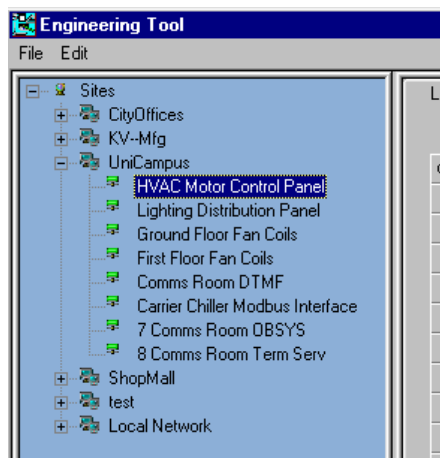 Engineering Tool
File Edit
Sites
CityOffices
KV--Mfg
UniCampus
HVAC Motor Control Panel
Lighting Distribution Panel
Ground Floor Fan Coils
First Floor Fan Coils
Comms Room DTMF
Carrier Chiller Modbus Interface
7 Comms Room OBSYS
8 Comms Room Term Serv
ShopMall
test
Local Network
L